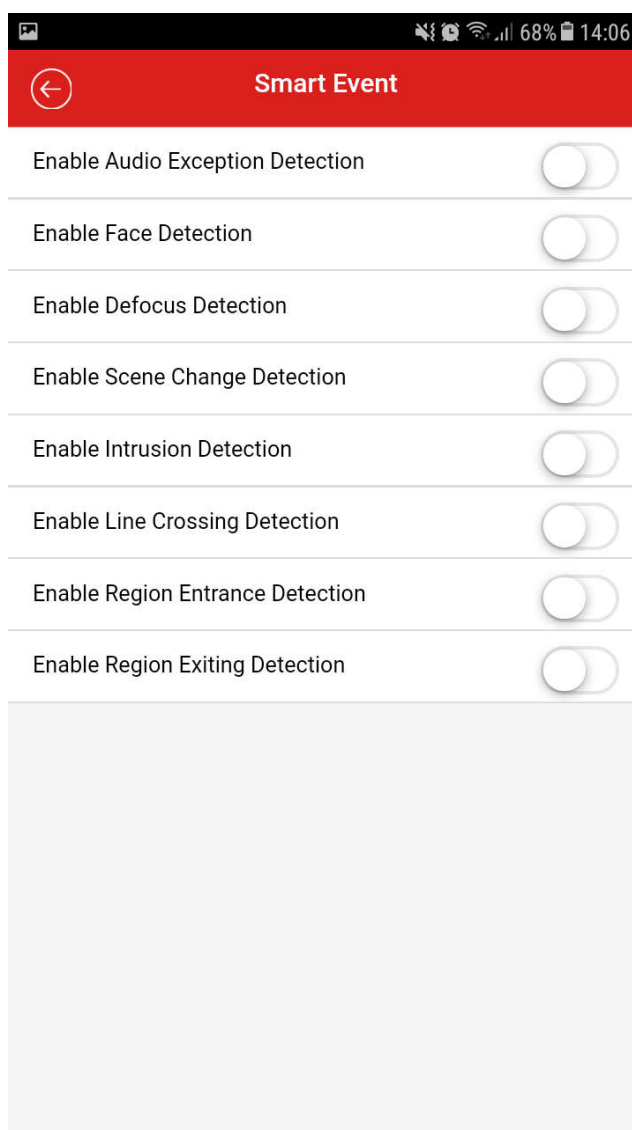 68% 14:06
Smart Event
Enable Audio Exception Detection
Enable Face Detection
Enable Defocus Detection
Enable Scene Change Detection
Enable Intrusion Detection
Enable Line Crossing Detection
Enable Region Entrance Detection
Enable Region Exiting Detection